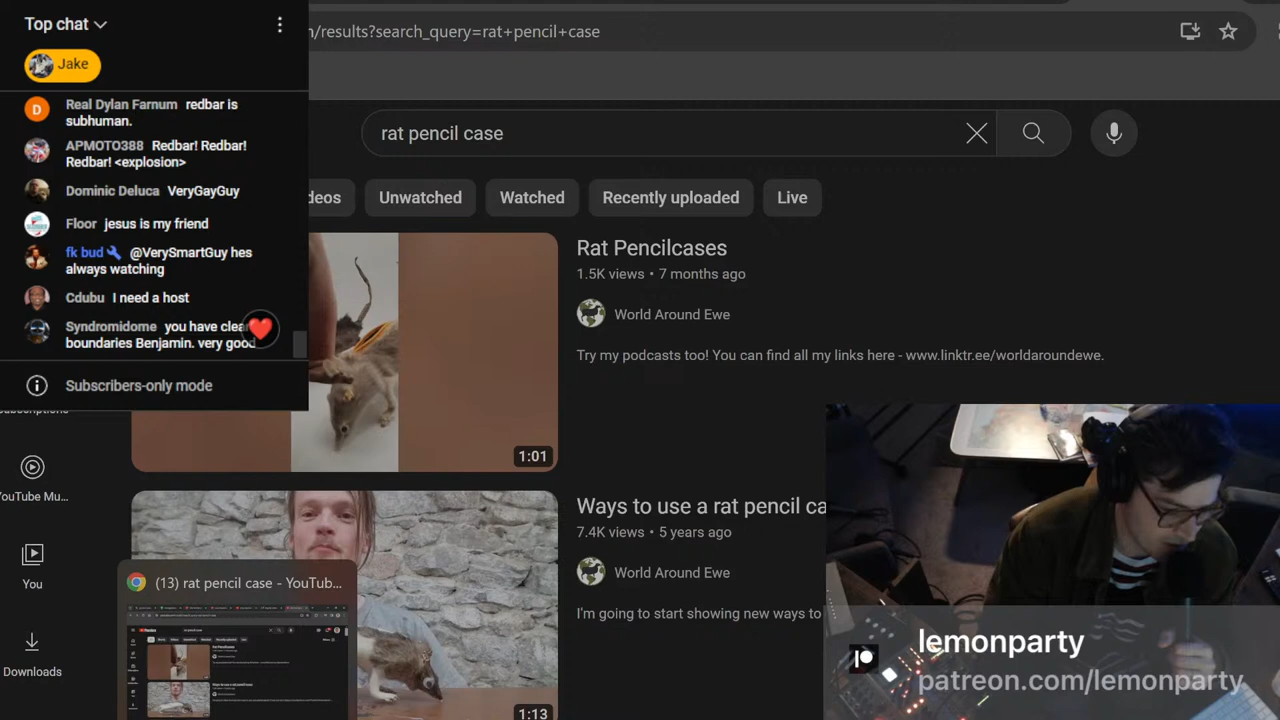 Top chat
Jake
Real Dylan Farnum redbar is
subhuman.
APMOTO388 Redbar! Redbar!
Redbar! <explosion>
Dominic Deluca VeryGayGuy
Floor jesus is my friend
fk bud @VerySmartGuy hes
always watching
Cdubu I need a host
Syndromidome you have clear
boundaries Benjamin. very good
Subscribers-only mode
/results?search_query=rat+pencil+case
rat pencil case
Unwatched
Watched
Recently uploaded
Live
Rat Pencilcases
1.5K views • 7 months ago
World Around Ewe
Try my podcasts too! You can find all my links here - www.linktr.ee/worldaroundewe.
1:01
YouTube Mu...
You
Downloads
Ways to use a rat pencil ca
7.4K views • 5 years ago
World Around Ewe
I'm going to start showing new ways to
1:13
(13) rat pencil case - YouTub...
lemonparty
patreon.com/lemonparty